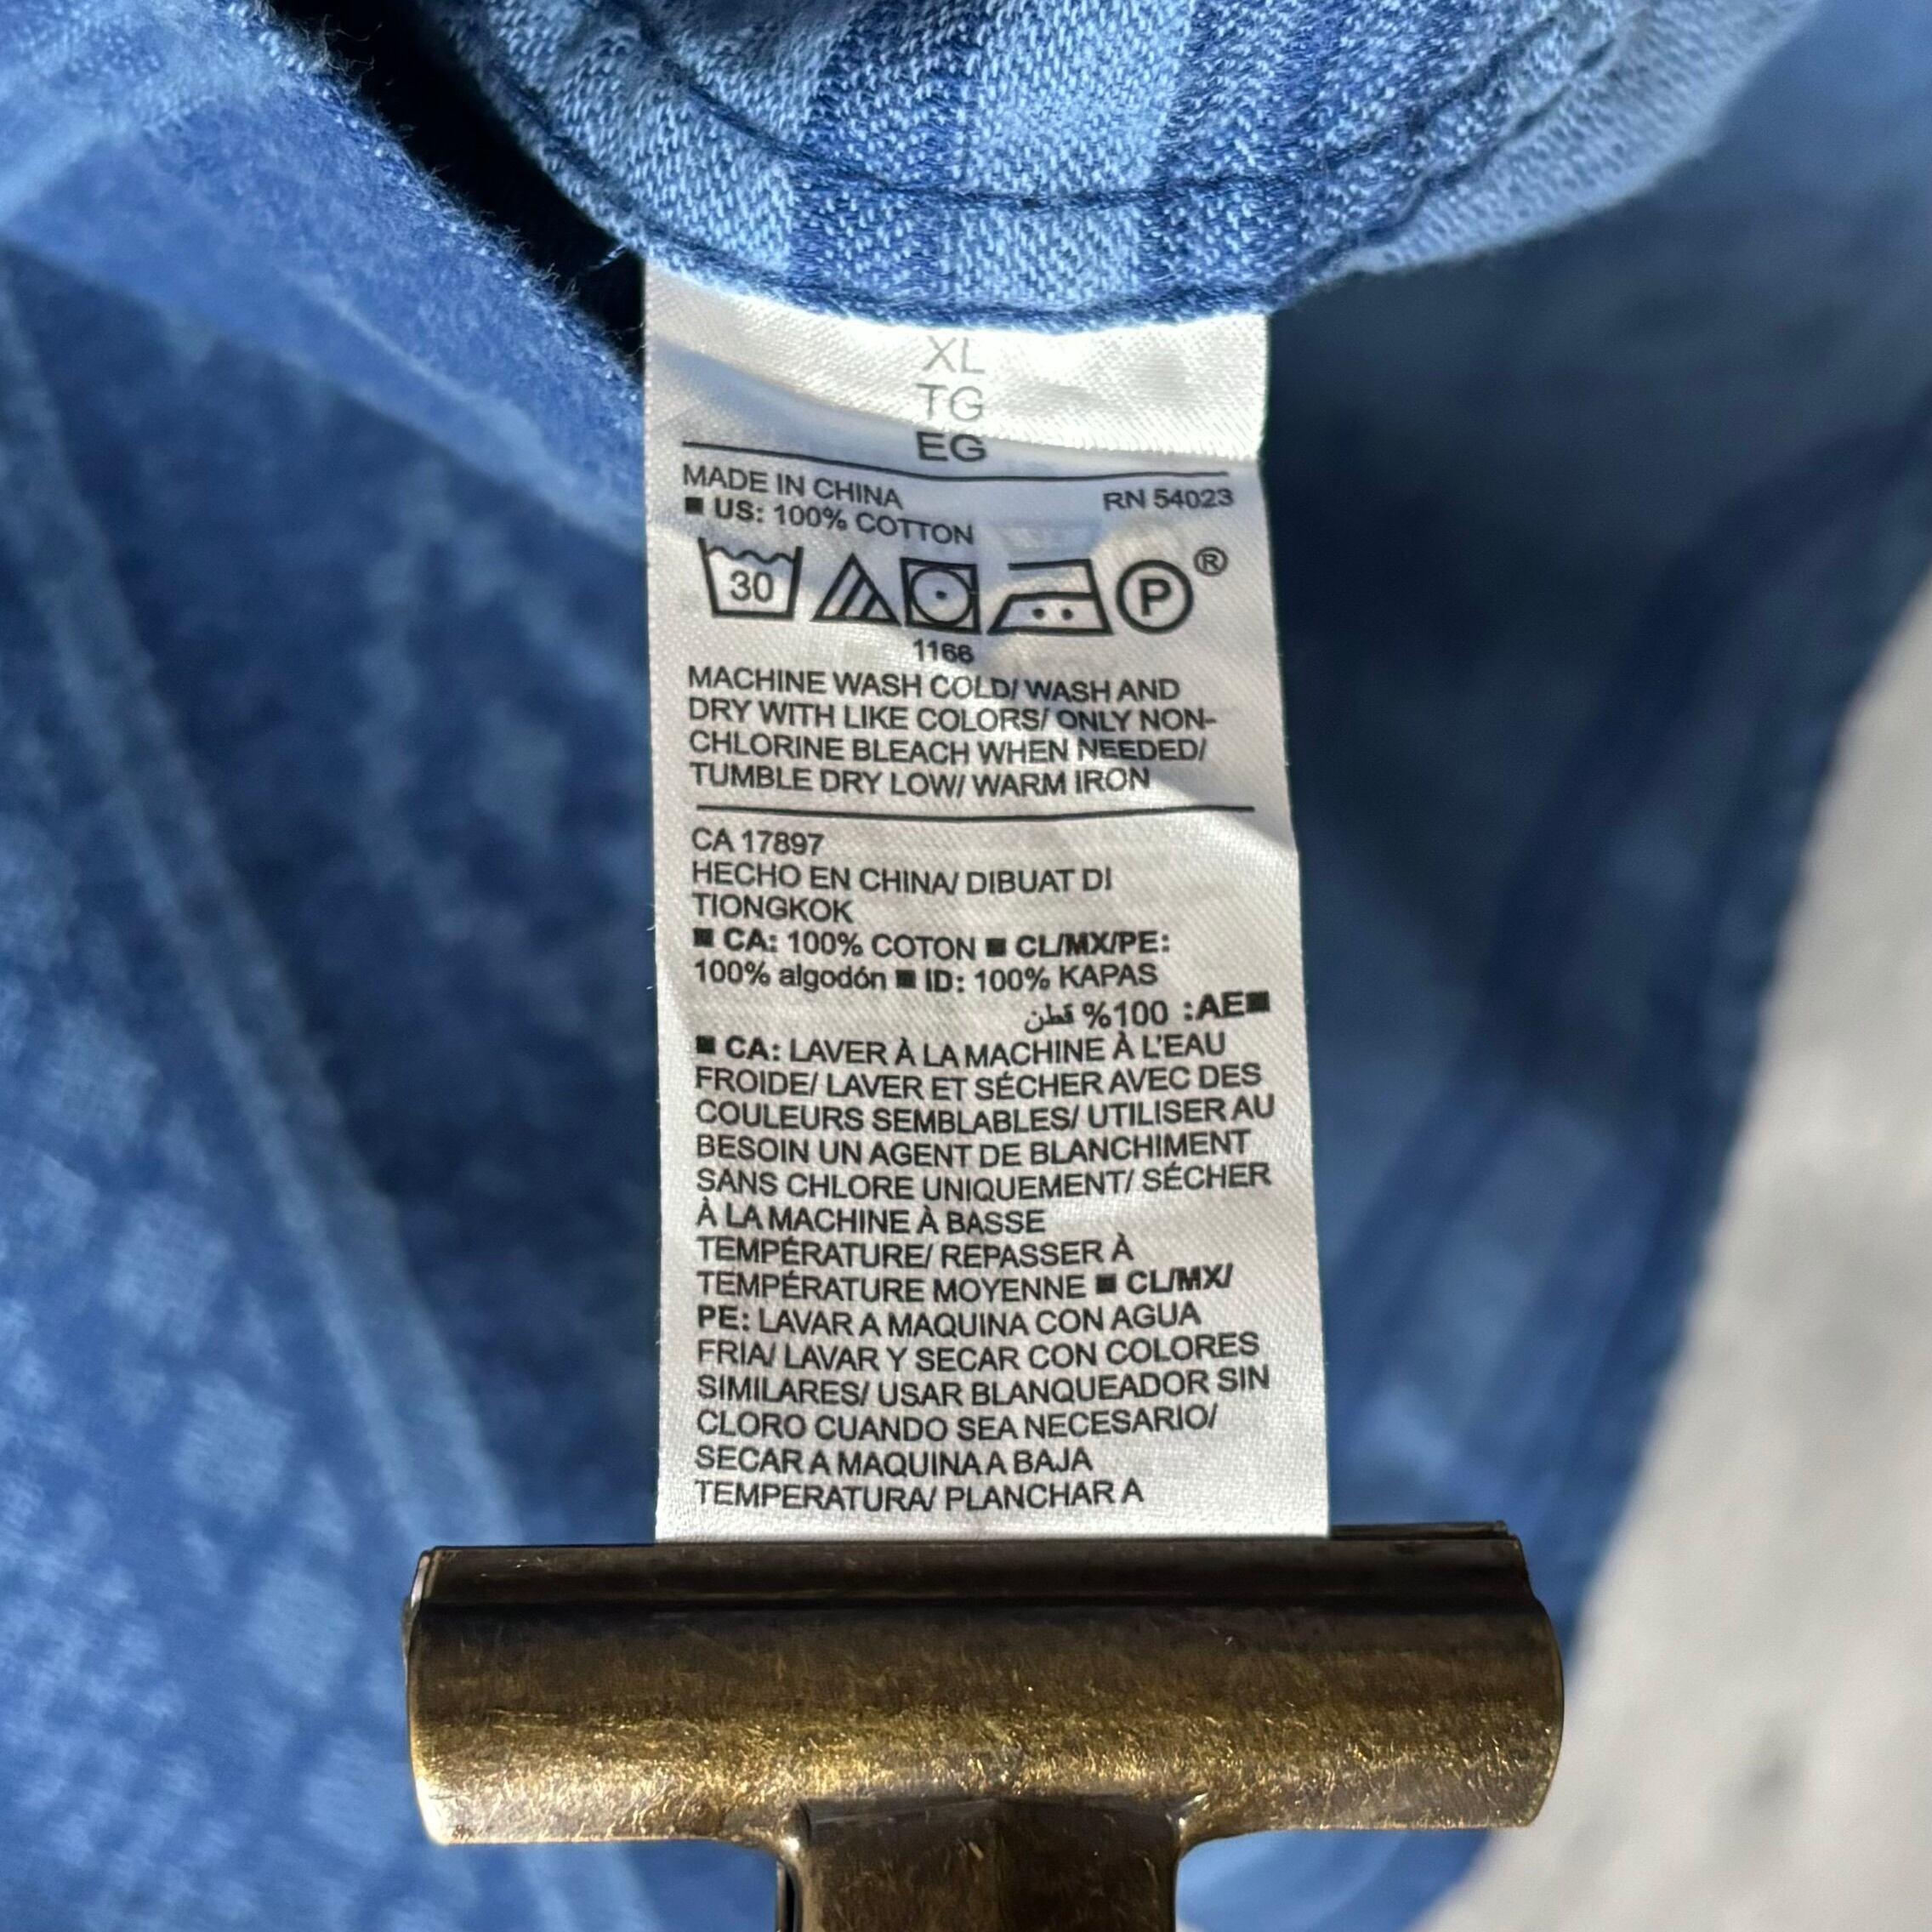 XL
TG
EG
MADE IN CHINA RN 54023
■ US: 100% COTTON
30 P ®
1166
MACHINE WASH COLD/ WASH AND
DRY WITH LIKE COLORS/ ONLY NON-
CHLORINE BLEACH WHEN NEEDED/
TUMBLE DRY LOW/ WARM IRON
CA 17897
HECHO EN CHINA/ DIBUAT DI
TIONGKOK
■ CA: 100% COTON ■ CL/MX/PE:
100% algodón ■ ID: 100% KAPAS
■AE: 100% قطن
■ CA: LAVER À LA MACHINE À L'EAU
FROIDE/ LAVER ET SÉCHER AVEC DES
COULEURS SEMBLABLES/ UTILISER AU
BESOIN UN AGENT DE BLANCHIMENT
SANS CHLORE UNIQUEMENT/ SÉCHER
À LA MACHINE À BASSE
TEMPÉRATURE/ REPASSER À
TEMPÉRATURE MOYENNE ■ CL/MX/
PE: LAVAR A MAQUINA CON AGUA
FRIA/ LAVAR Y SECAR CON COLORES
SIMILARES/ USAR BLANQUEADOR SIN
CLORO CUANDO SEA NECESARIO/
SECAR A MAQUINA A BAJA
TEMPERATURA/ PLANCHAR A